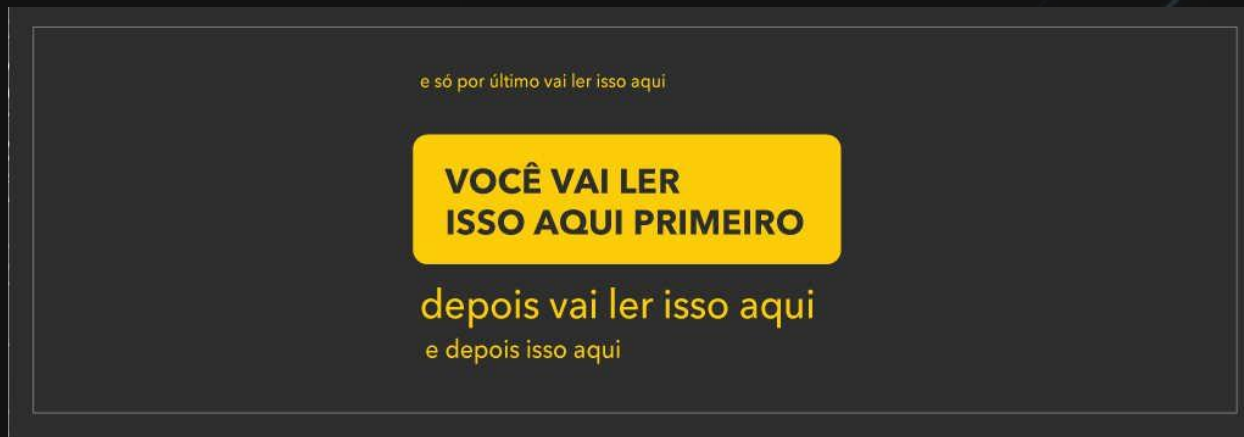 e só por último vai ler isso aqui
VOCÊ VAI LER
ISSO AQUI PRIMEIRO
depois vai ler isso aqui
e depois isso aqui